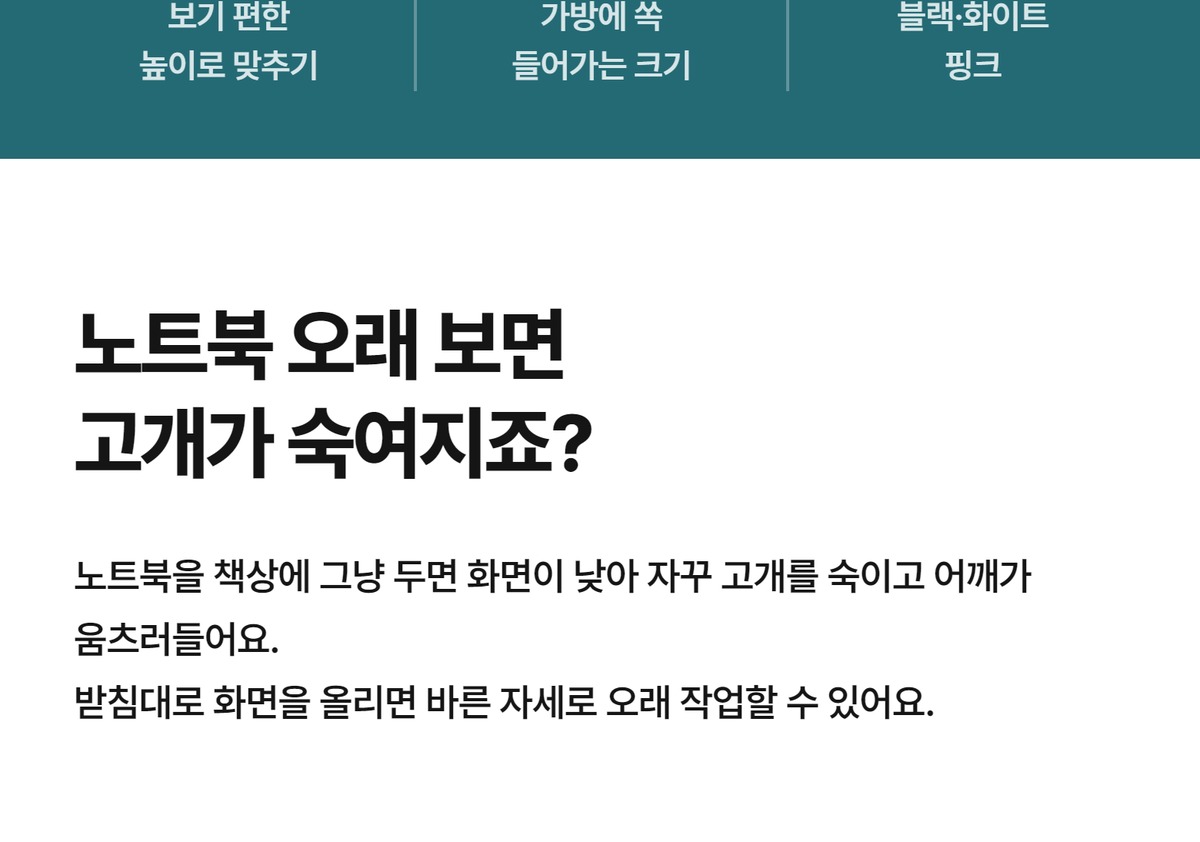 보기 편한
높이로 맞추기
가방에 쏙
들어가는 크기
블랙·화이트
핑크
노트북 오래 보면
고개가 숙여지죠?
노트북을 책상에 그냥 두면 화면이 낮아 자꾸 고개를 숙이고 어깨가
움츠러들어요.
받침대로 화면을 올리면 바른 자세로 오래 작업할 수 있어요.